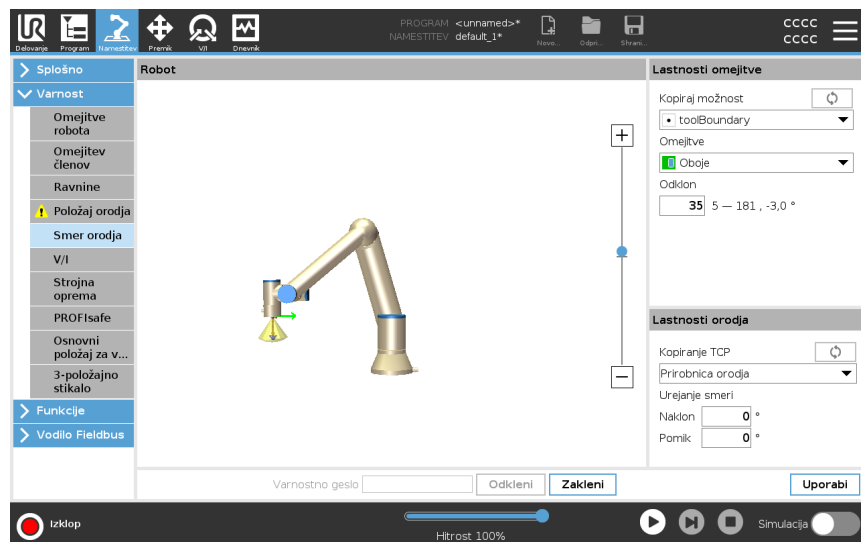 PROGRAM <unnamed>*
NAMESTITEV default_1*
Delovanje
Program
Namestitev
Premik
V/I
Dnevnik
Novo...
Odpri...
Shrani...
cccc
cccc
Splošno
Varnost
Omejitve
robota
Omejitev
členov
Ravnine
Položaj orodja
Smer orodja
V/I
Strojna
oprema
PROFIsafe
Osnovni
položaj za v...
3-položajno
stikalo
Funkcije
Vodilo Fieldbus
Robot
Varnostno geslo
Odkleni
Zakleni
Lastnosti omejitve
Kopiraj možnost
toolBoundary
Omejitve
Oboje
Odklon
35 5 — 181 , -3,0 °
Lastnosti orodja
Kopiranje TCP
Prirobnica orodja
Urejanje smeri
Naklon 0 °
Pomik 0 °
Uporabi
Izklop
Hitrost 100%
Simulacija